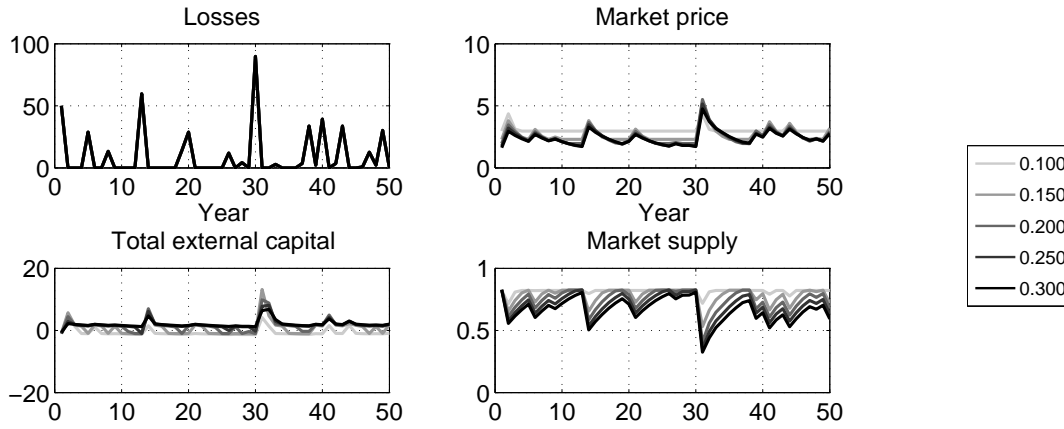 Losses
100
50
0
0 10 20 30 40 50
Year
Market price
10
5
0
0 10 20 30 40 50
Year
Total external capital
20
0
−20
0 10 20 30 40 50
Market supply
1
0.5
0
0 10 20 30 40 50
0.100
0.150
0.200
0.250
0.300